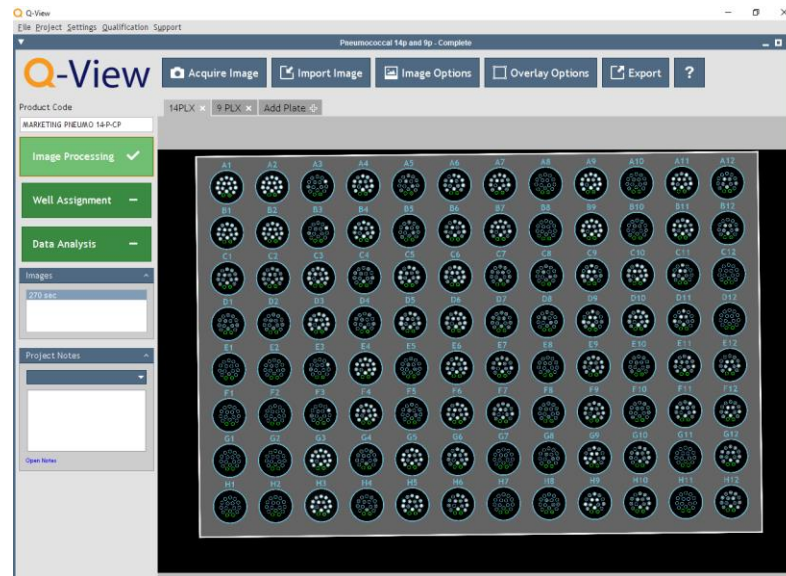 Q-View
File Project Settings Qualification Support
Pneumococcal 14p and 9p - Complete
Q-View
Acquire Image
Import Image
Image Options
Overlay Options
Export
?
Product Code
MARKETING PNEUMO 14-P-CP
14PLX × 9 PLX × Add Plate
Image Processing
Well Assignment
Data Analysis
Images
270 sec
Project Notes
Open Notes
A1 A2 A3 A4 A5 A6 A7 A8 A9 A10 A11 A12
B1 B2 B3 B4 B5 B6 B7 B8 B9 B10 B11 B12
C1 C2 C3 C4 C5 C6 C7 C8 C9 C10 C11 C12
D1 D2 D3 D4 D5 D6 D7 D8 D9 D10 D11 D12
E1 E2 E3 E4 E5 E6 E7 E8 E9 E10 E11 E12
F1 F2 F3 F4 F5 F6 F7 F8 F9 F10 F11 F12
G1 G2 G3 G4 G5 G6 G7 G8 G9 G10 G11 G12
H1 H2 H3 H4 H5 H6 H7 H8 H9 H10 H11 H12